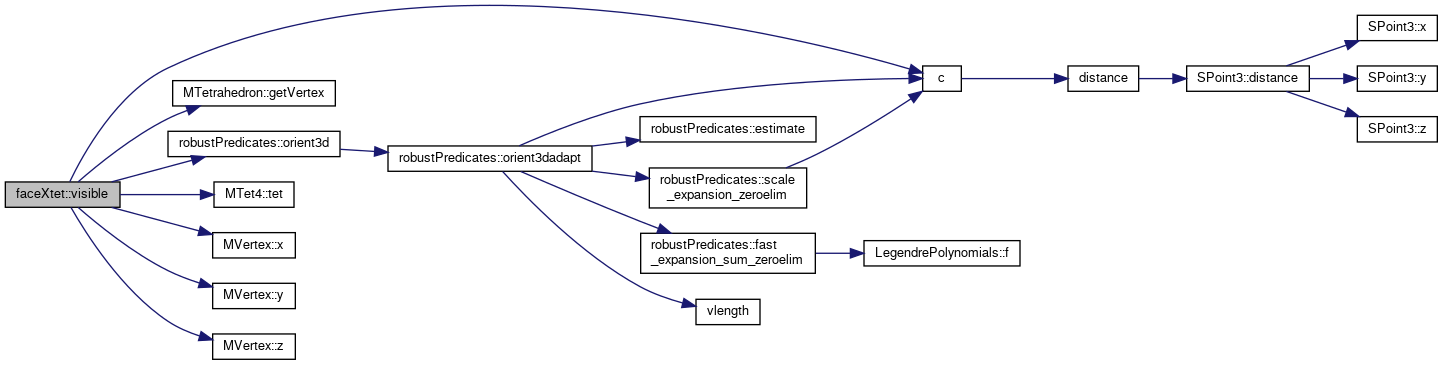 faceXtet::visible
MTetrahedron::getVertex
robustPredicates::orient3d
MTet4::tet
MVertex::x
MVertex::y
MVertex::z
robustPredicates::orient3dadapt
robustPredicates::estimate
robustPredicates::scale
_expansion_zeroelim
robustPredicates::fast
_expansion_sum_zeroelim
vlength
c
LegendrePolynomials::f
distance
SPoint3::distance
SPoint3::x
SPoint3::y
SPoint3::z